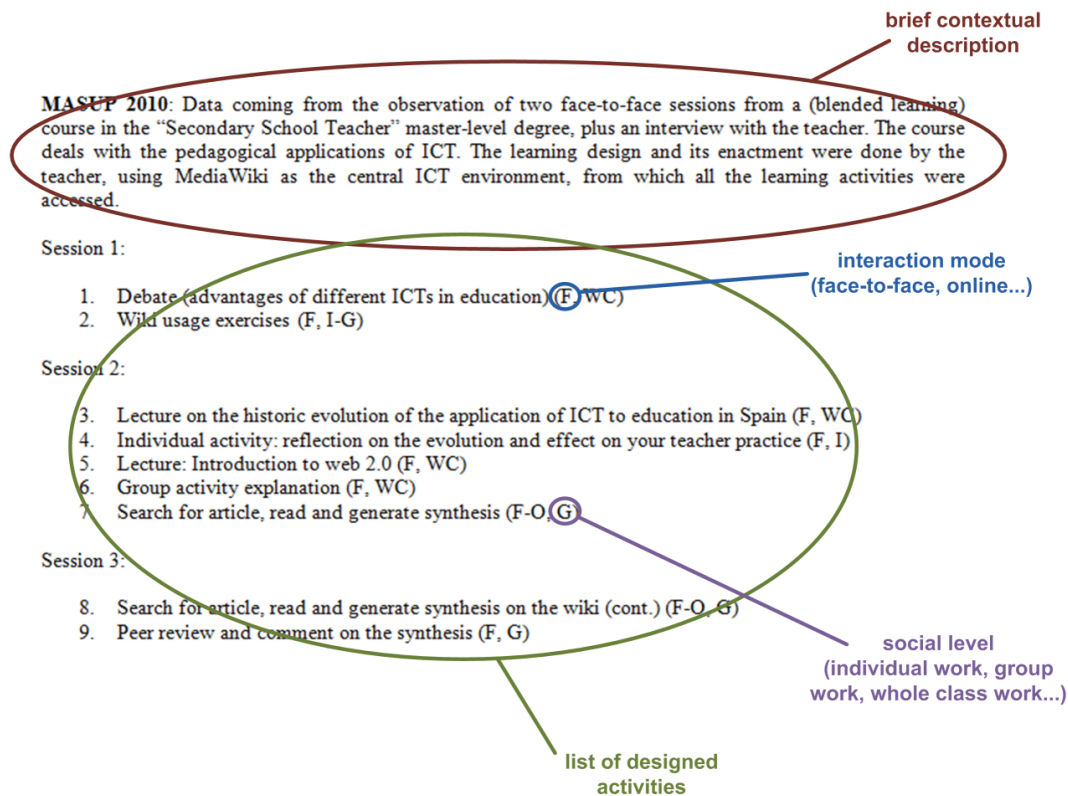 brief contextual
description
MASUP 2010: Data coming from the observation of two face-to-face sessions from a (blended learning)
course in the “Secondary School Teacher” master-level degree, plus an interview with the teacher. The course
deals with the pedagogical applications of ICT. The learning design and its enactment were done by the
teacher, using MediaWiki as the central ICT environment, from which all the learning activities were
accessed.
Session 1:
interaction mode
(face-to-face, online...)
1. Debate (advantages of different ICTs in education) (F, WC)
2. Wiki usage exercises (F, I-G)
Session 2:
3. Lecture on the historic evolution of the application of ICT to education in Spain (F, WC)
4. Individual activity: reflection on the evolution and effect on your teacher practice (F, I)
5. Lecture: Introduction to web 2.0 (F, WC)
6. Group activity explanation (F, WC)
7. Search for article, read and generate synthesis (F-O, G)
Session 3:
8. Search for article, read and generate synthesis on the wiki (cont.) (F-O, G)
9. Peer review and comment on the synthesis (F, G)
social level
(individual work, group
work, whole class work...)
list of designed
activities